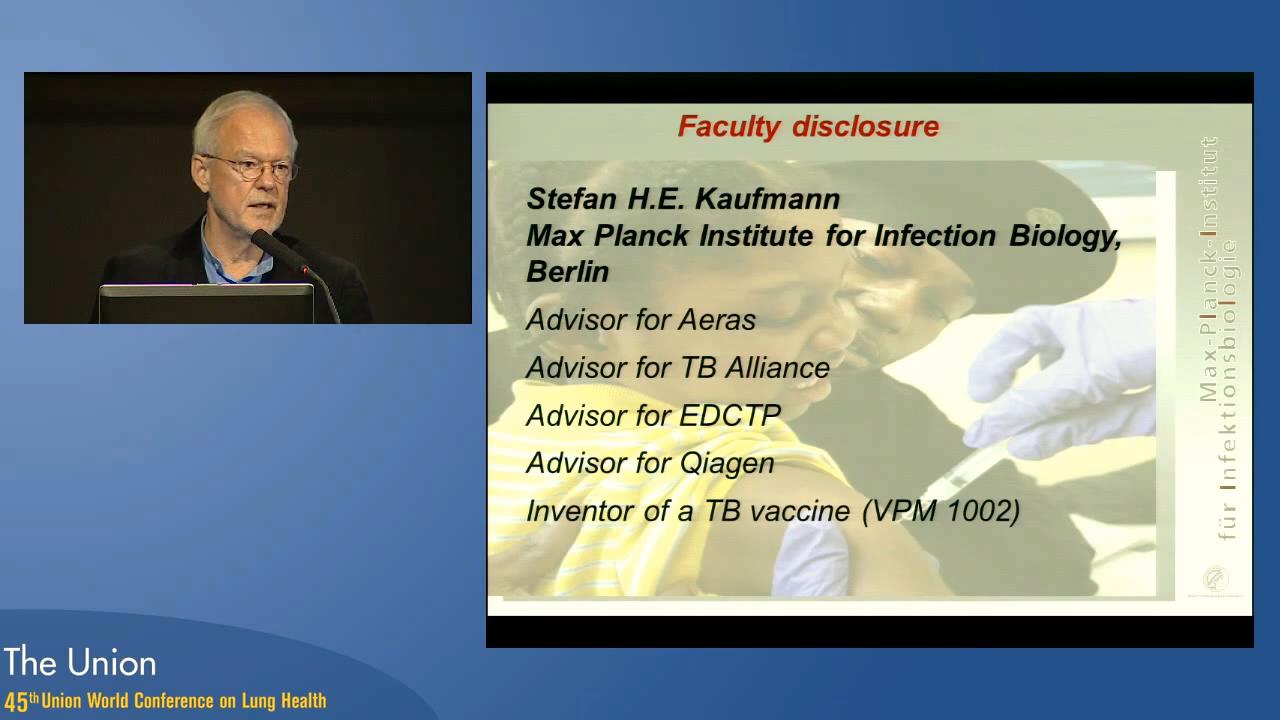 Faculty disclosure
Stefan H.E. Kaufmann
Max Planck Institute for Infection Biology,
Berlin
Advisor for Aeras
Advisor for TB Alliance
Advisor for EDCTP
Advisor for Qiagen
Inventor of a TB vaccine (VPM 1002)
Max-Planck-Institut
für Infektionsbiologie
The Union
45th Union World Conference on Lung Health